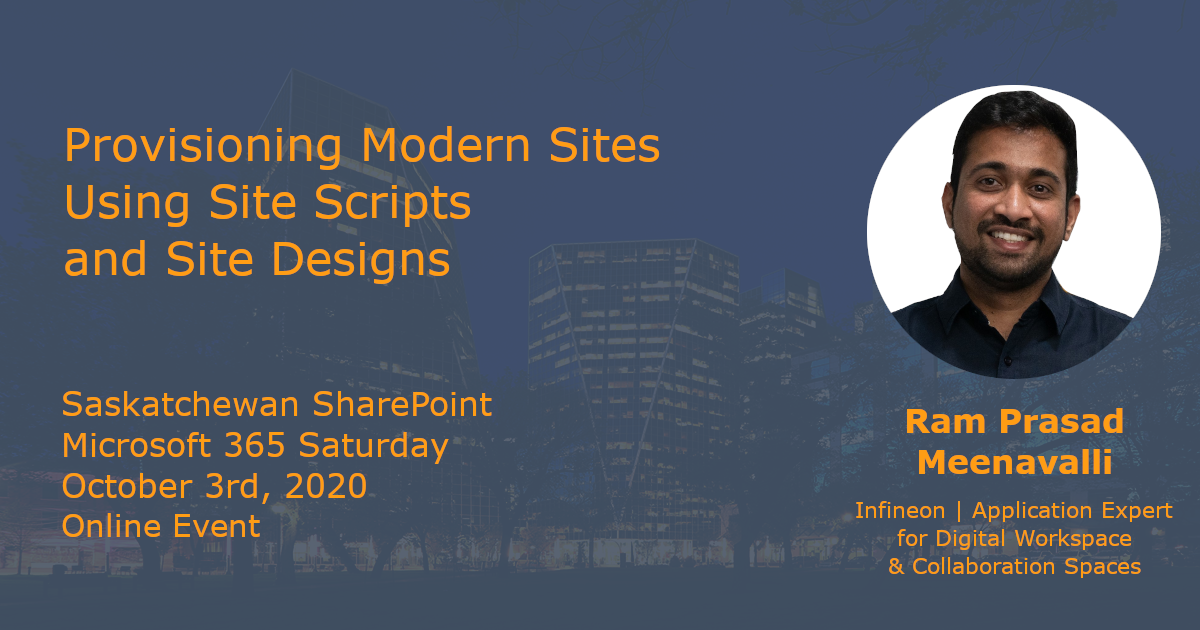 Provisioning Modern Sites
Using Site Scripts
and Site Designs
Saskatchewan SharePoint
Microsoft 365 Saturday
October 3rd, 2020
Online Event
Ram Prasad
Meenavalli
Infineon | Application Expert
for Digital Workspace
& Collaboration Spaces